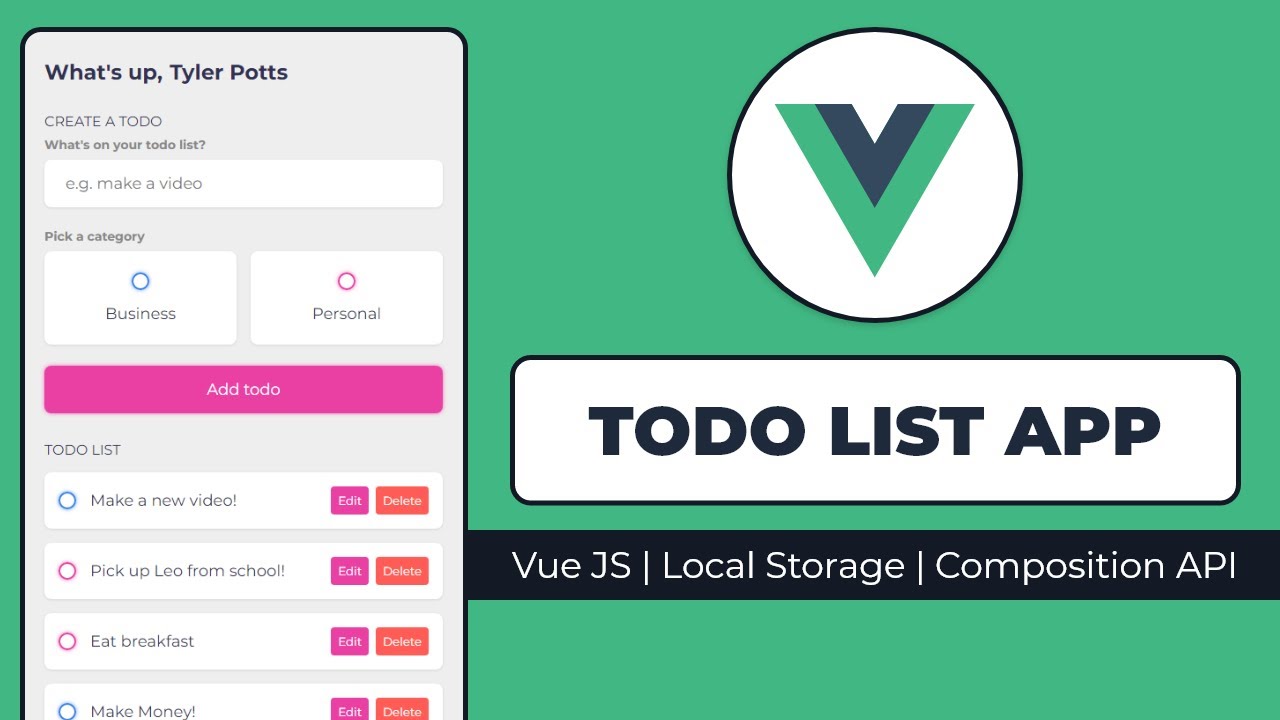 What's up, Tyler Potts
CREATE A TODO
What's on your todo list?
e.g. make a video
Pick a category
Business
Personal
Add todo
TODO LIST
Make a new video!
Edit
Delete
Pick up Leo from school!
Edit
Delete
Eat breakfast
Edit
Delete
Make Money!
Edit
Delete
TODO LIST APP
Vue JS | Local Storage | Composition API